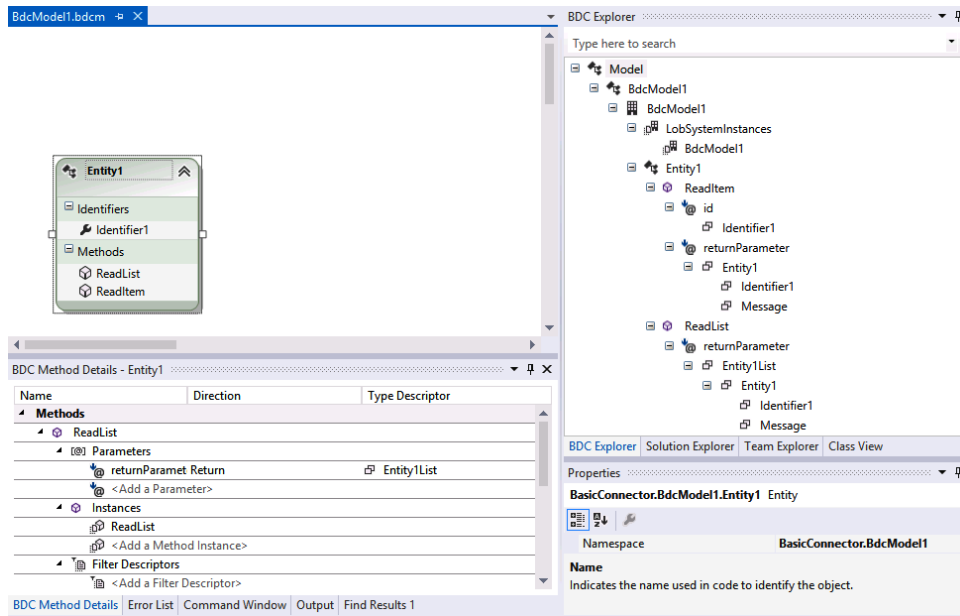 BdcModel1.bdcm
Entity1
Identifiers
Identifier1
Methods
ReadList
ReadItem
BDC Method Details - Entity1
Name Direction Type Descriptor
Methods
ReadList
Parameters
returnParamet Return Entity1List
<Add a Parameter>
Instances
ReadList
<Add a Method Instance>
Filter Descriptors
<Add a Filter Descriptor>
BDC Method Details Error List Command Window Output Find Results 1
BDC Explorer
Type here to search
Model
BdcModel1
BdcModel1
LobSystemInstances
BdcModel1
Entity1
ReadItem
id
Identifier1
returnParameter
Entity1
Identifier1
Message
ReadList
returnParameter
Entity1List
Entity1
Identifier1
Message
BDC Explorer Solution Explorer Team Explorer Class View
Properties
BasicConnector.BdcModel1.Entity1 Entity
Namespace BasicConnector.BdcModel1
Name
Indicates the name used in code to identify the object.